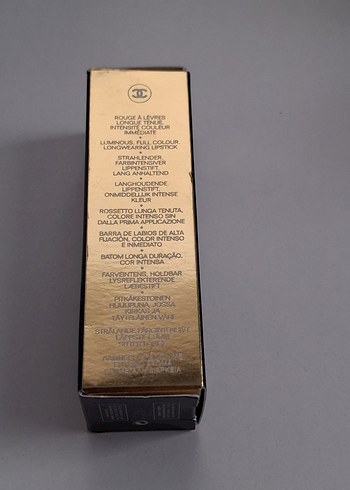 ROUGE À LÈVRES
LONGUE TENUE,
INTENSITÉ COULEUR
IMMÉDIATE
LUMINOUS, FULL COLOUR.
LONGWEARING LIPSTICK
STRAHLENDER,
FARBINTENSIVER
LIPPENSTIFT,
LANG ANHALTEND
LANGHOUDENDE
LIPPENSTIFT,
ONMIDDELLIJK INTENSE
KLEUR
ROSSETTO LUNGA TENUTA,
COLORE INTENSO SIN
DALLA PRIMA APPLICAZIONE
BARRA DE LABIOS DE ALTA
FIJACIÓN, COLOR INTENSO
E INMEDIATO
BATOM LONGA DURAÇÃO,
COR INTENSA
FARVEINTENS, HOLDBAR
LYSREFLEKTERENDE
LÆBESTIFT
PITKÄKESTOINEN
HUULIPUNA, JOSSA
KIRKAS JA
TÄYTELÄINEN VÄRI